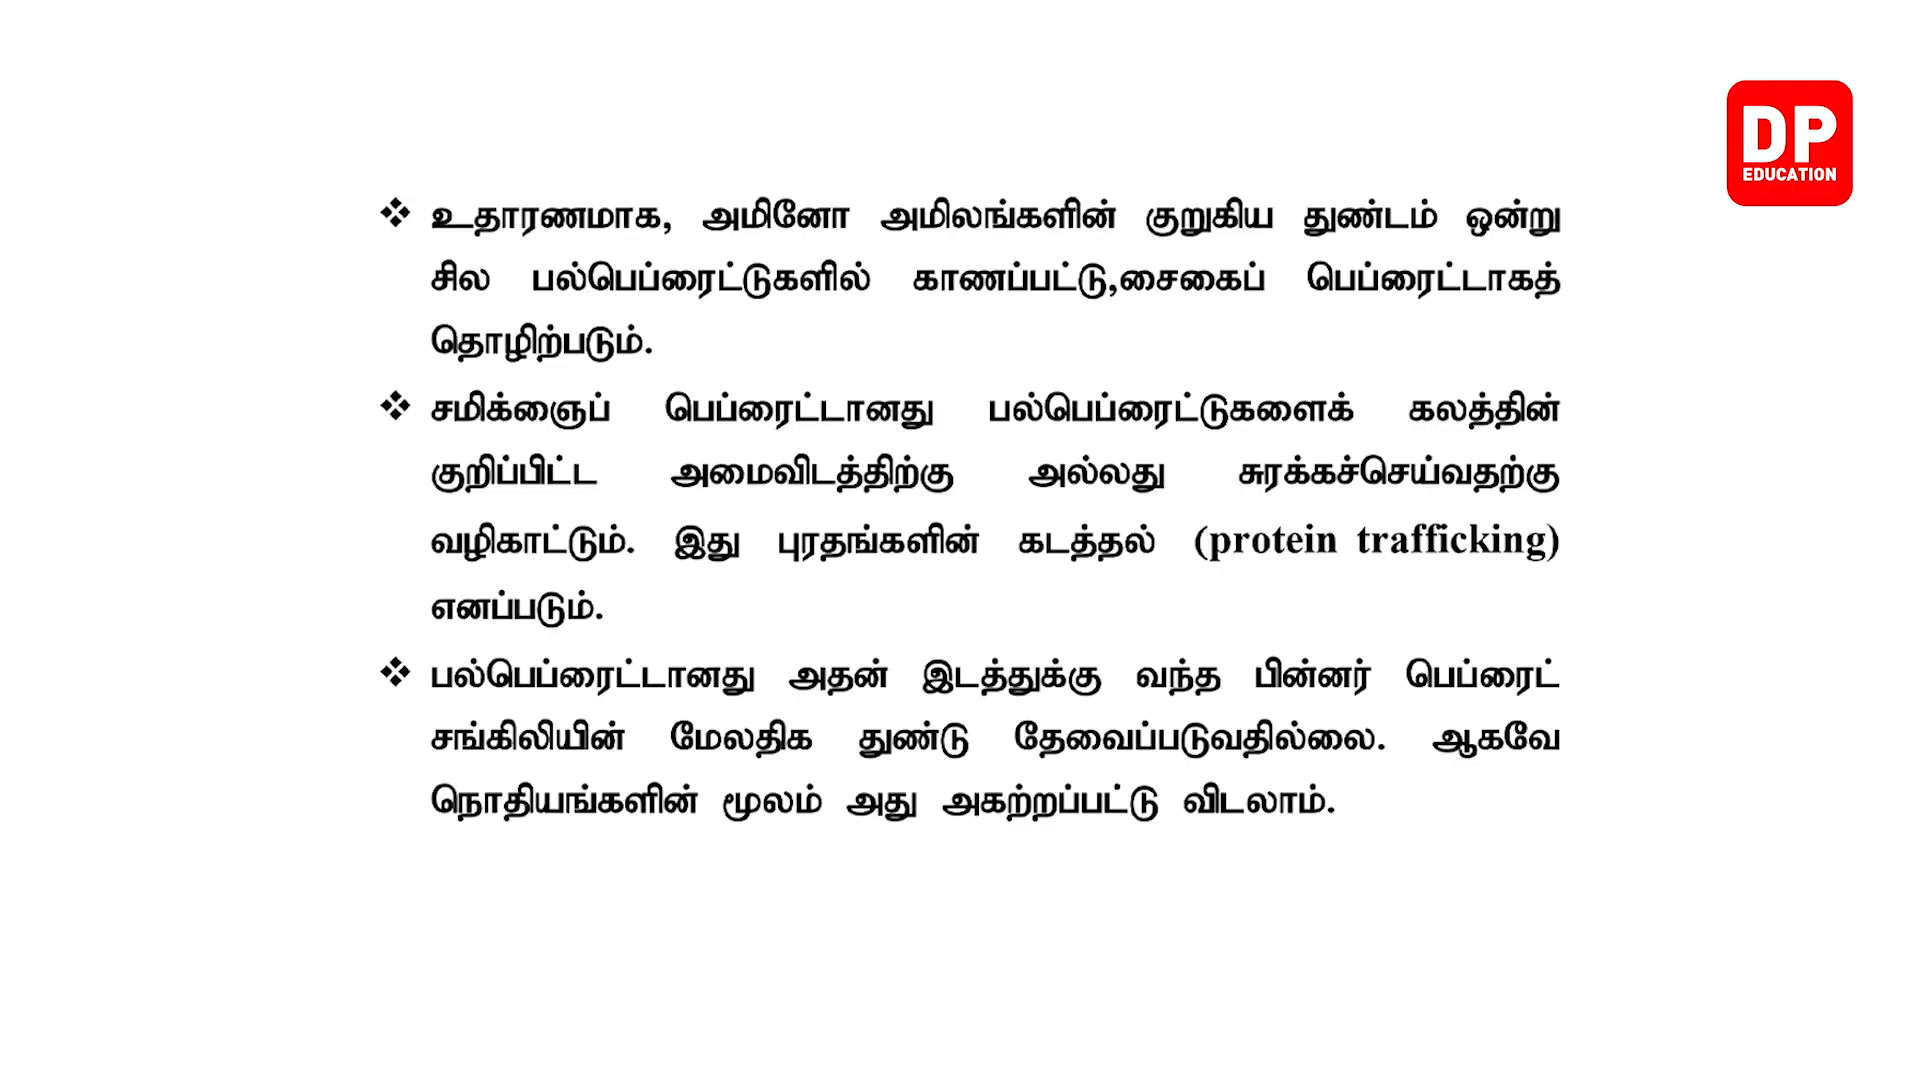 DP
EDUCATION
❖ உதாரணமாக, அமினோ அமிலங்களின் குறுகிய துண்டம் ஒன்று
சில பல்பெப்ரைட்டுகளில் காணப்பட்டு,சைகைப் பெப்ரைட்டாகத்
தொழிற்படும்.
❖ சமிக்ஞைப் பெப்ரைட்டானது பல்பெப்ரைட்டுகளைக் கலத்தின்
குறிப்பிட்ட அமைவிடத்திற்கு அல்லது சுரக்கச்செய்வதற்கு
வழிகாட்டும். இது புரதங்களின் கடத்தல் (protein trafficking)
எனப்படும்.
❖ பல்பெப்ரைட்டானது அதன் இடத்துக்கு வந்த பின்னர் பெப்ரைட்
சங்கிலியின் மேலதிக துண்டு தேவைப்படுவதில்லை. ஆகவே
நொதியங்களின் மூலம் அது அகற்றப்பட்டு விடலாம்.